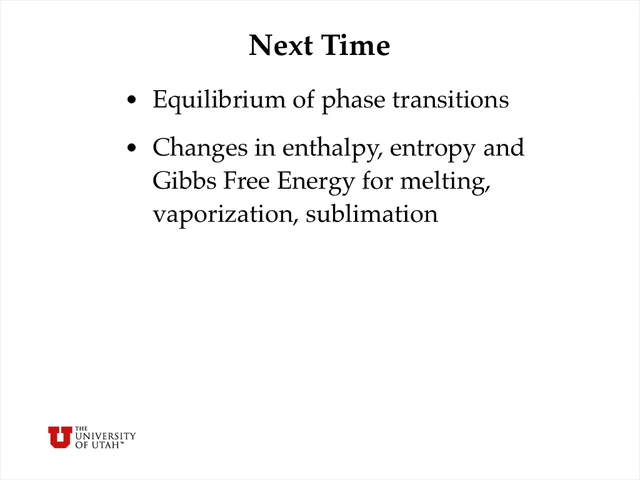 Next Time
• Equilibrium of phase transitions
• Changes in enthalpy, entropy and
Gibbs Free Energy for melting,
vaporization, sublimation
U THE
UNIVERSITY
OF UTAH™